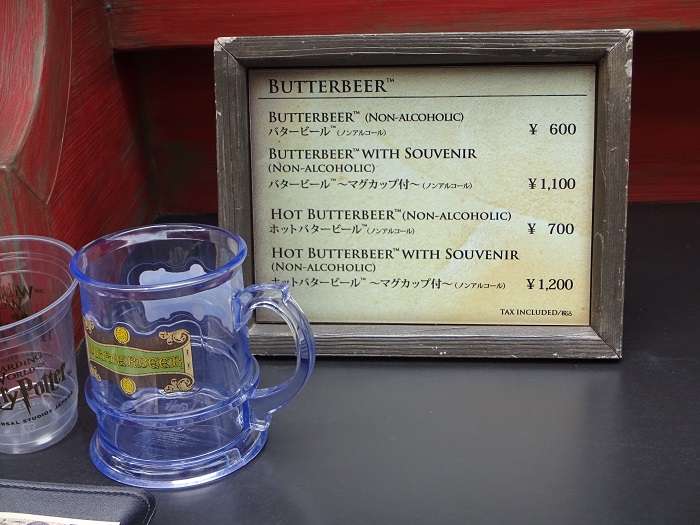 BUTTERBEER™
BUTTERBEER™ (NON-ALCOHOLIC)
バタービール™(ノンアルコール) ¥ 600
BUTTERBEER™ WITH SOUVENIR
(NON-ALCOHOLIC)
バタービール™ ～マグカップ付～ (ノンアルコール) ¥1,100
HOT BUTTERBEER™(NON-ALCOHOLIC)
ホットバタービール™(ノンアルコール) ¥ 700
HOT BUTTERBEER™ WITH SOUVENIR
(NON-ALCOHOLIC)
ホットバタービール™ ～マグカップ付～ (ノンアルコール) ¥1,200
TAX INCLUDED/税込
BUTTERBEER
WORLD
Potter
STUDIOS